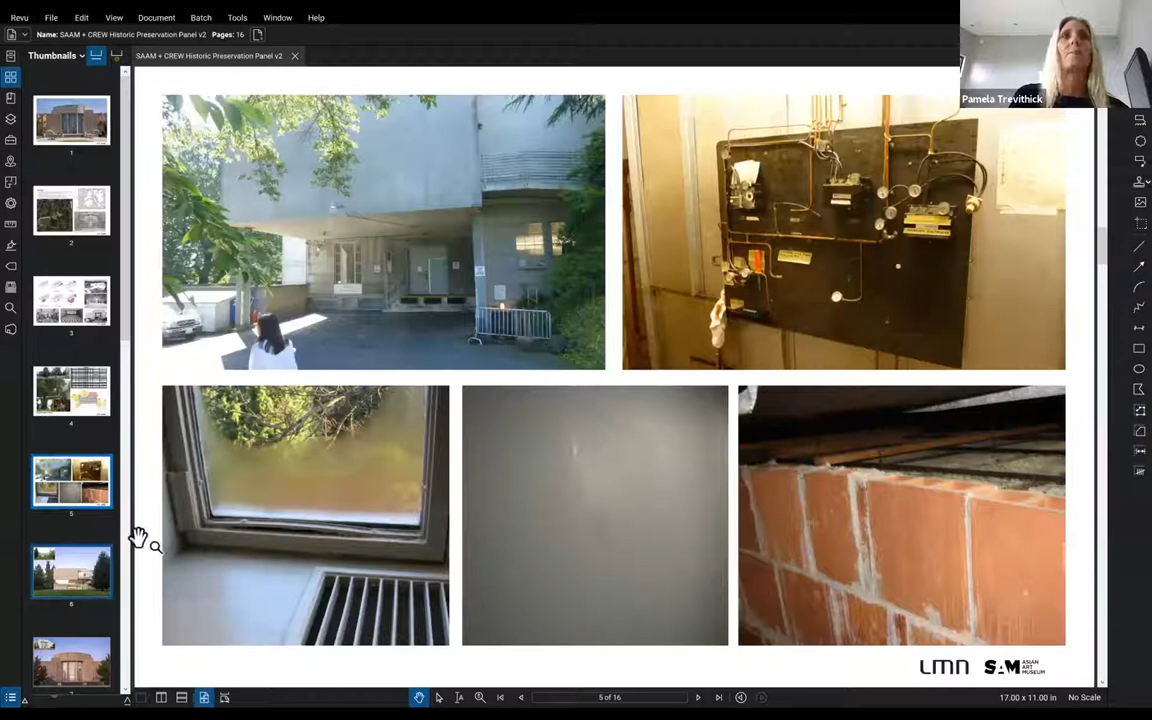 Revu File Edit View Document Batch Tools Window Help
Name: SAAM + CREW Historic Preservation Panel v2 Pages: 16
Thumbnails
SAAM + CREW Historic Preservation Panel v2
Pamela Trevithick
1
2
3
4
5
6
LMN
SAM
ASIAN
ART
MUSEUM
5 of 16
17.00 x 11.00 in
No Scale